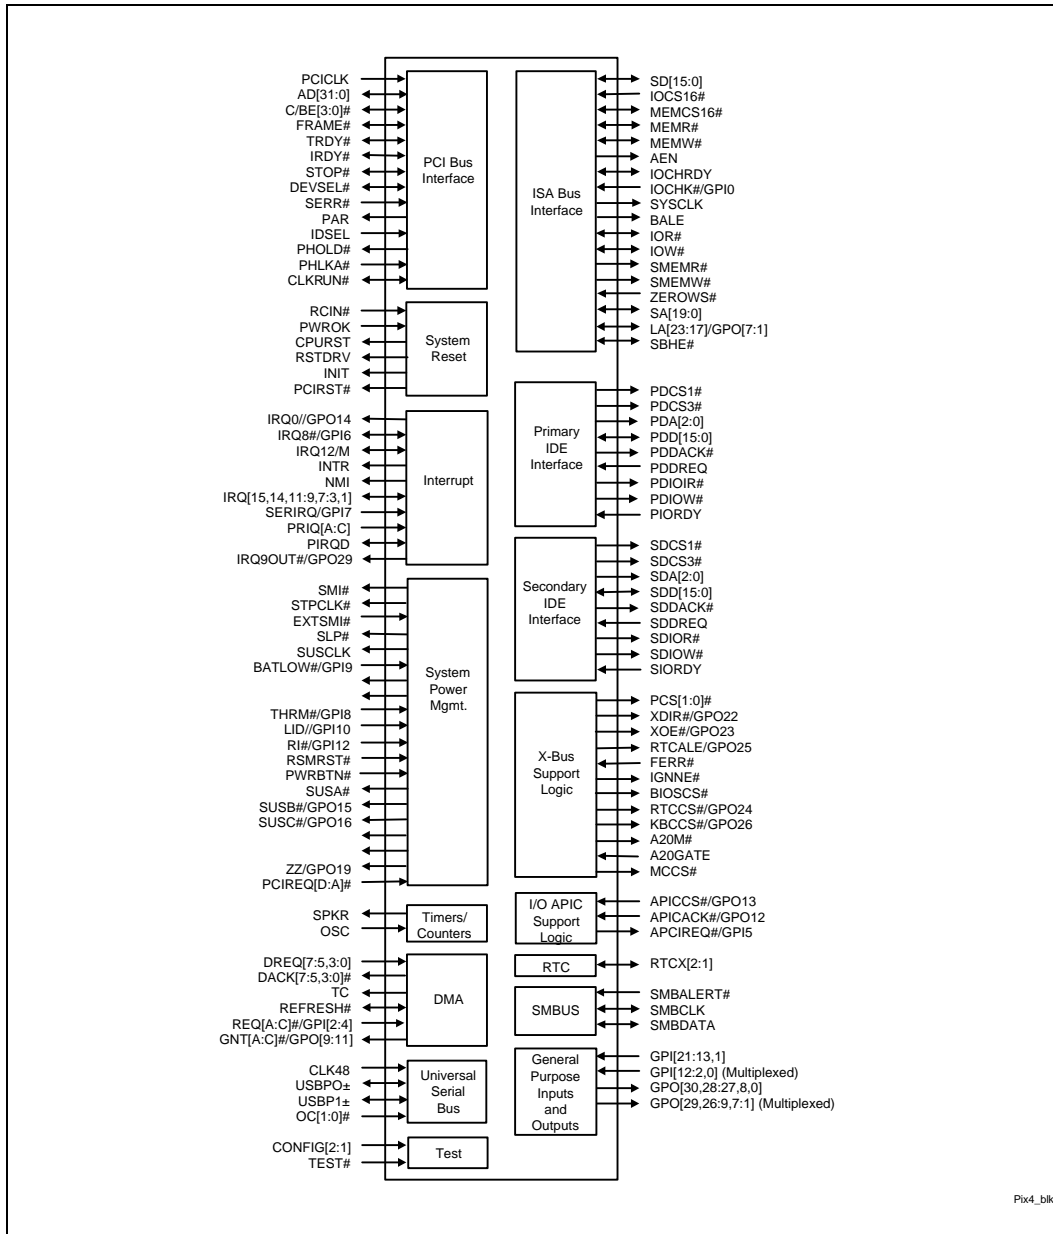 PCICLK
AD[31:0]
C/BE[3:0]#
FRAME#
TRDY#
IRDY#
STOP#
DEVSEL#
SERR#
PAR
IDSEL
PHOLD#
PHLKA#
CLKRUN#
PCI Bus
Interface
RCIN#
PWROK
CPURST
RSTDRV
INIT
PCIRST#
System
Reset
IRQ0//GPO14
IRQ8#/GPI6
IRQ12/M
INTR
NMI
IRQ[15,14,11:9,7:3,1]
SERIRQ/GPI7
PRIQ[A:C]
PIRQD
IRQ9OUT#/GPO29
Interrupt
SMI#
STPCLK#
EXTSMI#
SLP#
SUSCLK
BATLOW#/GPI9
THRM#/GPI8
LID//GPI10
RI#/GPI12
RSMRST#
PWRBTN#
SUSA#
SUSB#/GPO15
SUSC#/GPO16
ZZ/GPO19
PCIREQ[D:A]#
System
Power
Mgmt.
SPKR
OSC
Timers/
Counters
DREQ[7:5,3:0]
DACK[7:5,3:0]#
TC
REFRESH#
REQ[A:C]#/GPI[2:4]
GNT[A:C]#/GPO[9:11]
DMA
CLK48
USBPO±
USBP1±
OC[1:0]#
Universal
Serial
Bus
CONFIG[2:1]
TEST#
Test
ISA Bus
Interface
SD[15:0]
IOCS16#
MEMCS16#
MEMR#
MEMW#
AEN
IOCHRDY
IOCHK#/GPI0
SYSCLK
BALE
IOR#
IOW#
SMEMR#
SMEMW#
ZEROWS#
SA[19:0]
LA[23:17]/GPO[7:1]
SBHE#
Primary
IDE
Interface
PDCS1#
PDCS3#
PDA[2:0]
PDD[15:0]
PDDACK#
PDDREQ
PDIOIR#
PDIOW#
PIORDY
Secondary
IDE
Interface
SDCS1#
SDCS3#
SDA[2:0]
SDD[15:0]
SDDACK#
SDDREQ
SDIOR#
SDIOW#
SIORDY
X-Bus
Support
Logic
PCS[1:0]#
XDIR#/GPO22
XOE#/GPO23
RTCALE/GPO25
FERR#
IGNNE#
BIOSCS#
RTCCS#/GPO24
KBCCS#/GPO26
A20M#
A20GATE
MCCS#
I/O APIC
Support
Logic
APICCS#/GPO13
APICACK#/GPO12
APCIREQ#/GPI5
RTC
RTCX[2:1]
SMBUS
SMBALERT#
SMBCLK
SMBDATA
General
Purpose
Inputs
and
Outputs
GPI[21:13,1]
GPI[12:2,0] (Multiplexed)
GPO[30,28:27,8,0]
GPO[29,26:9,7:1] (Multiplexed)
Pix4_blk